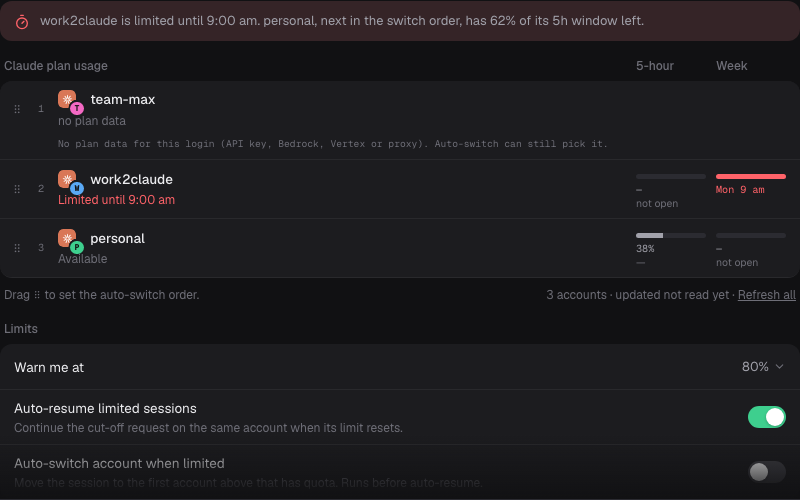 work2claude is limited until 9:00 am. personal, next in the switch order, has 62% of its 5h window left.
Claude plan usage 5-hour Week
1 T team-max
no plan data
No plan data for this login (API key, Bedrock, Vertex or proxy). Auto-switch can still pick it.
2 W work2claude
Limited until 9:00 am
– Mon 9 am
not open
3 P personal
Available
38% –
— not open
Drag ⠿ to set the auto-switch order. 3 accounts · updated not read yet · Refresh all
Limits
Warn me at 80%
Auto-resume limited sessions
Continue the cut-off request on the same account when its limit resets.
Auto-switch account when limited
Move the session to the first account above that has quota. Runs before auto-resume.